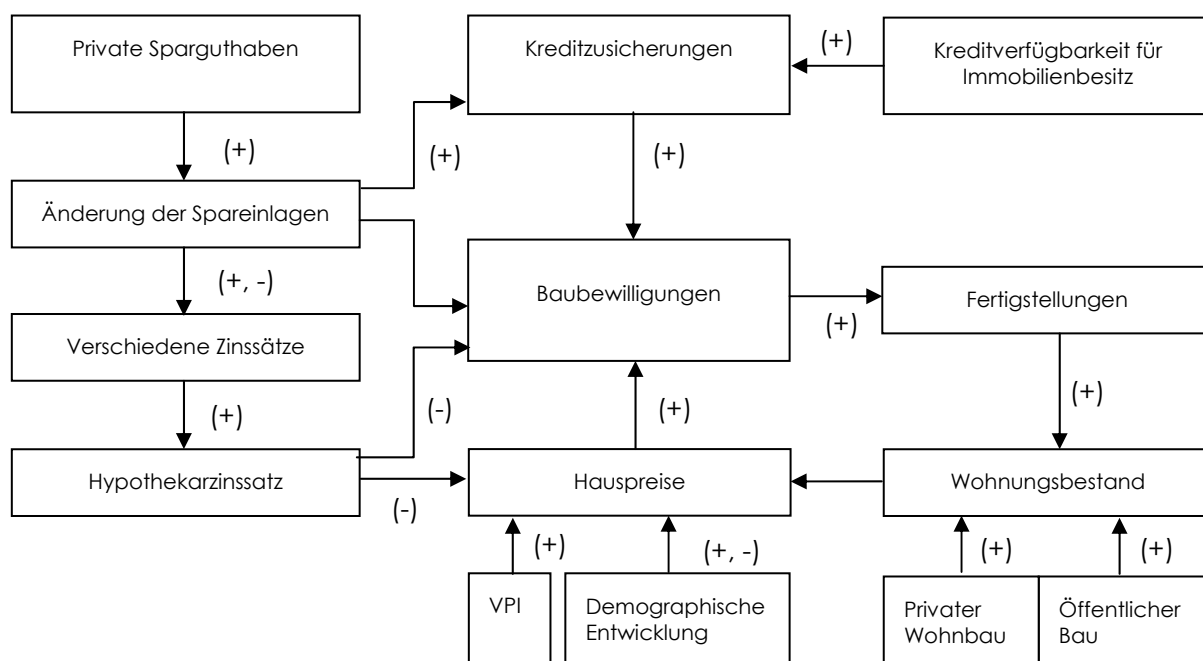 Private Sparguthaben
Kreditzusicherungen
(+)
Kreditverfügbarkeit für
Immobilienbesitz
(+)
(+)
(+)
Änderung der Spareinlagen
(+, -)
Baubewilligungen
(+)
Fertigstellungen
Verschiedene Zinssätze
(+)
(-)
(+)
(+)
Hypothekarzinssatz
(-)
Hauspreise
Wohnungsbestand
(+)
(+, -)
(+)
(+)
VPI
Demographische
Entwicklung
Privater
Wohnbau
Öffentlicher
Bau